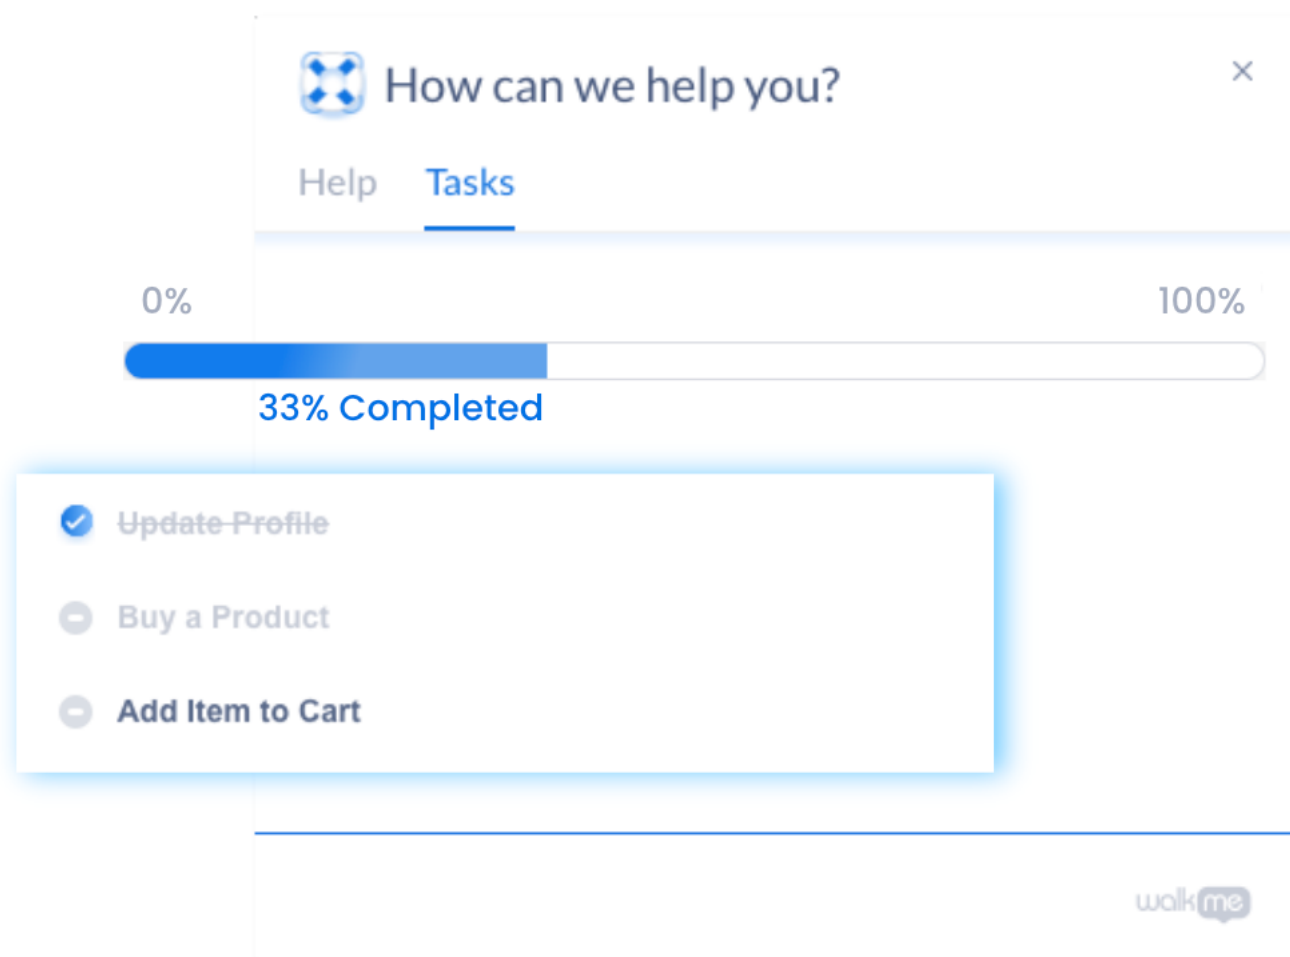 How can we help you?
Help Tasks
0% 100%
33% Completed
Update Profile
Buy a Product
Add Item to Cart
walkme